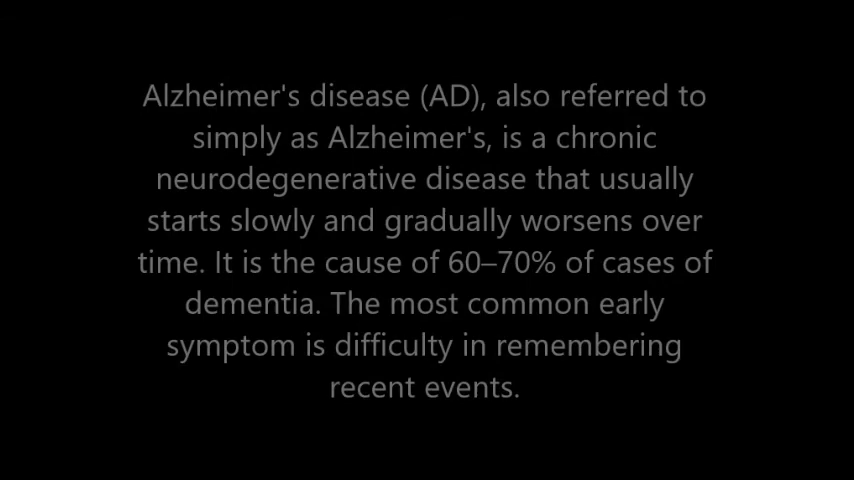 Alzheimer's disease (AD), also referred to
simply as Alzheimer's, is a chronic
neurodegenerative disease that usually
starts slowly and gradually worsens over
time. It is the cause of 60–70% of cases of
dementia. The most common early
symptom is difficulty in remembering
recent events.